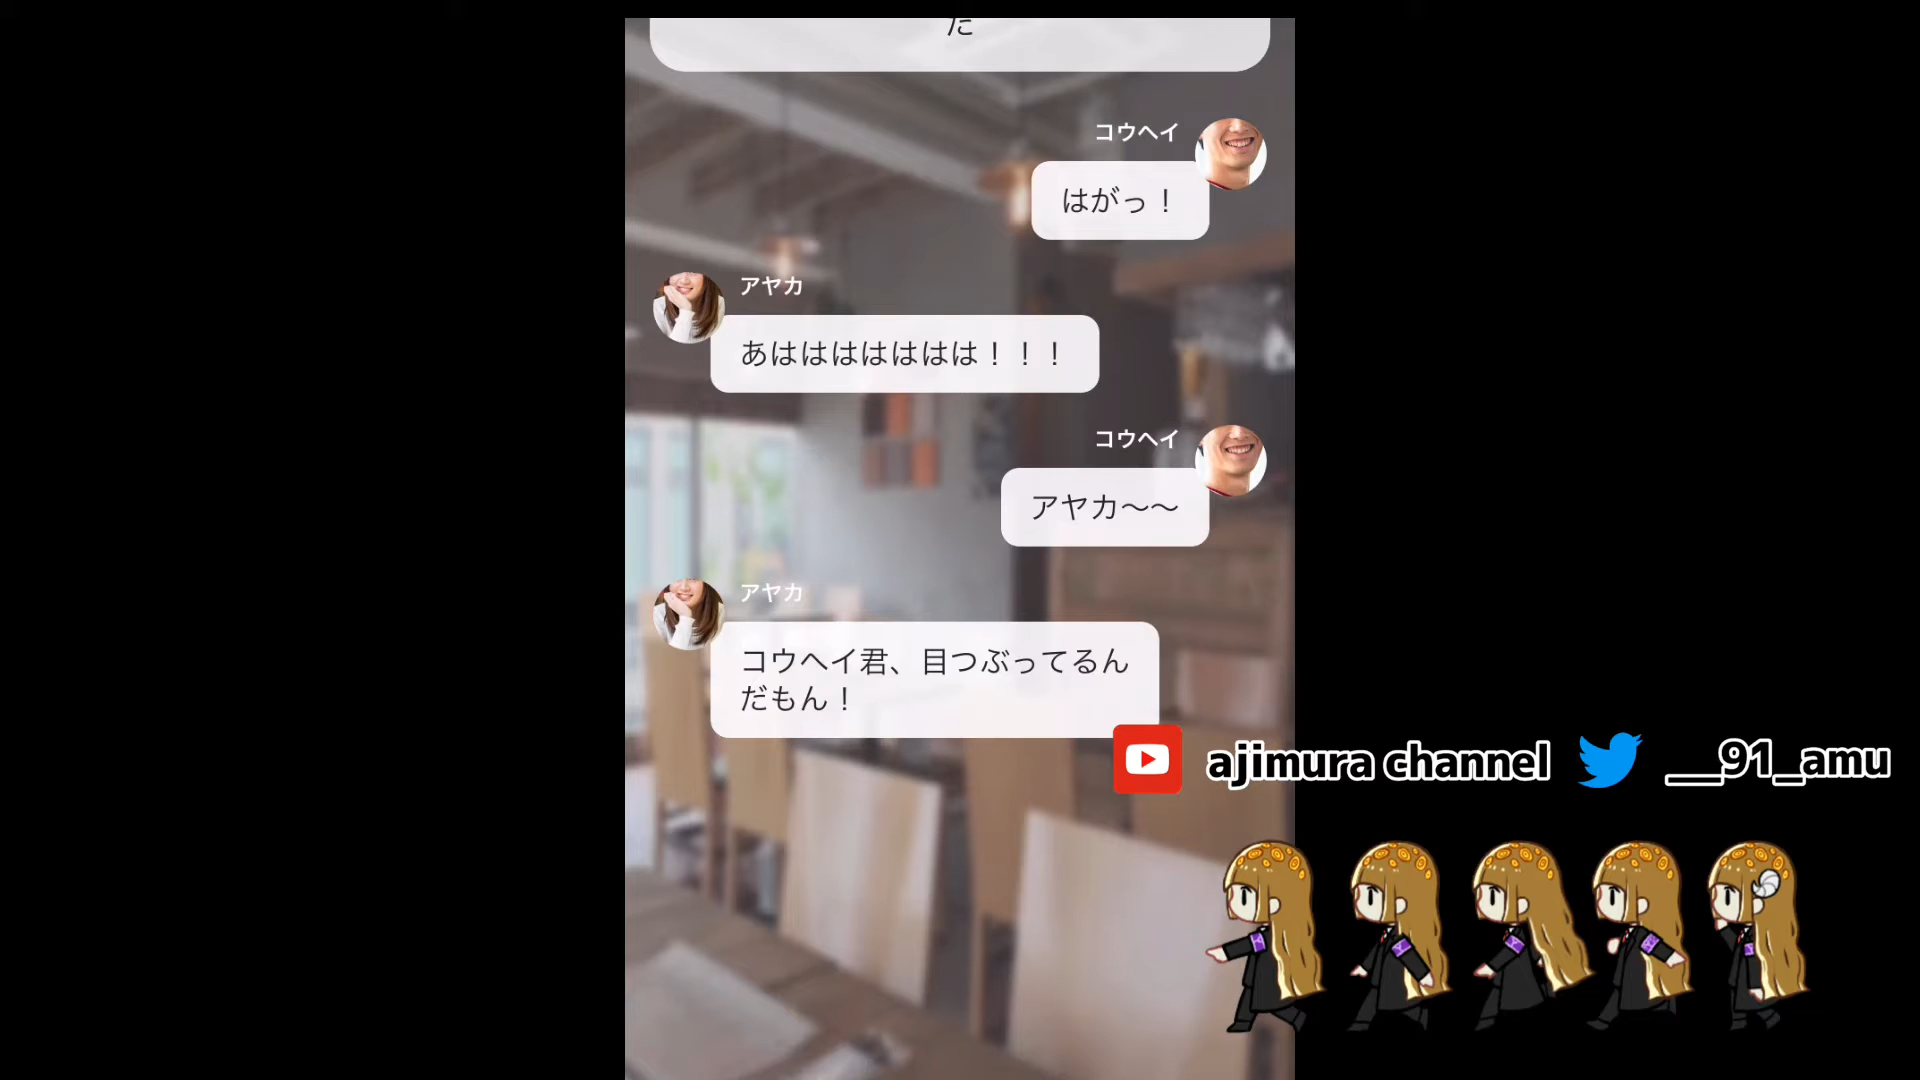 た
コウヘイ
はがっ！
アヤカ
あははははははは！！！
コウヘイ
アヤカ～～
アヤカ
コウヘイ君、目つぶってるん
だもん！
ajimura channel
__91_amu